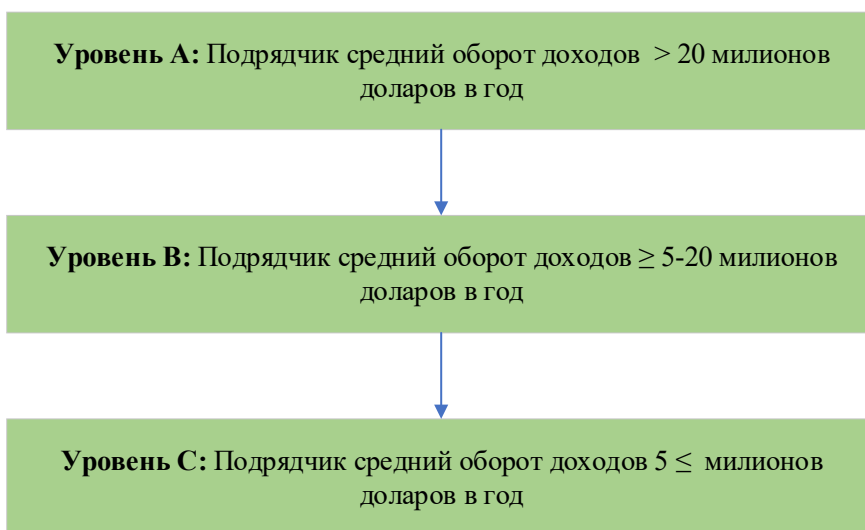 Уровень А: Подрядчик средний оборот доходов > 20 милионов
доларов в год
Уровень В: Подрядчик средний оборот доходов ≥ 5-20 милионов
доларов в год
Уровень С: Подрядчик средний оборот доходов 5 ≤ милионов
доларов в год